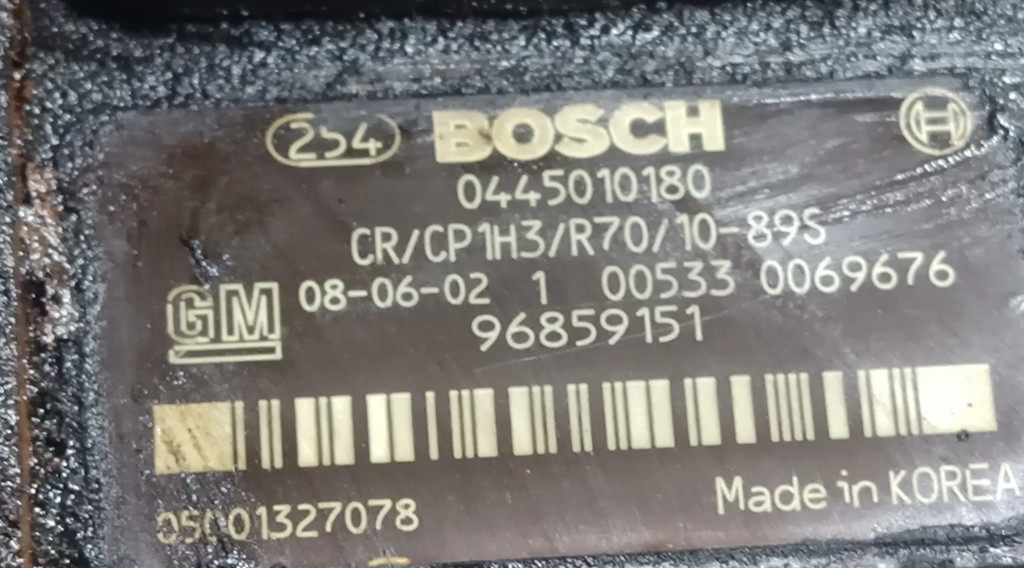 254 BOSCH
0445010180
CR/CP1H3/R70/10-89S
GM 08-06-02 1 00533 0069676
96859151
Made in KOREA